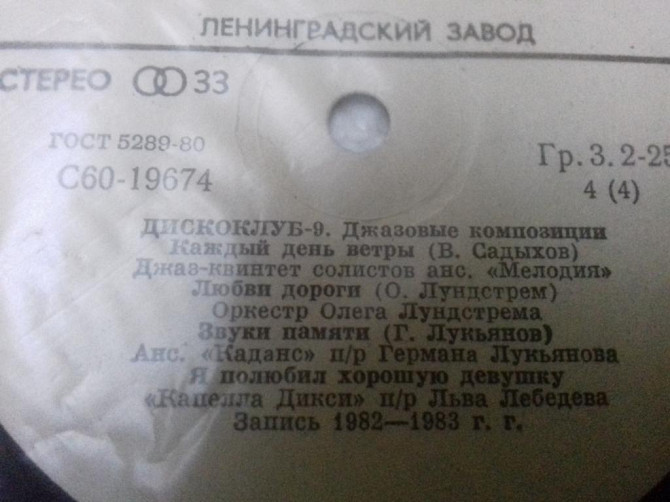 ЛЕНИНГРАДСКИЙ ЗАВОД
СТЕРЕО 33
ГОСТ 5289-80
Гр. 3. 2-25
С60-19674
4 (4)
ДИСКОКЛУБ-9. Джазовые композиции
Каждый день ветры (В. Садыхов)
Джаз-квинтет солистов анс. «Мелодия»
Любви дороги (О. Лундстрем)
Оркестр Олега Лундстрема
Звуки памяти (Г. Лукьянов)
Анс. «Каданс» п/р Германа Лукьянова
Я полюбил хорошую девушку
«Капелла Дикси» п/р Льва Лебедева
Запись 1982—1983 г. г.